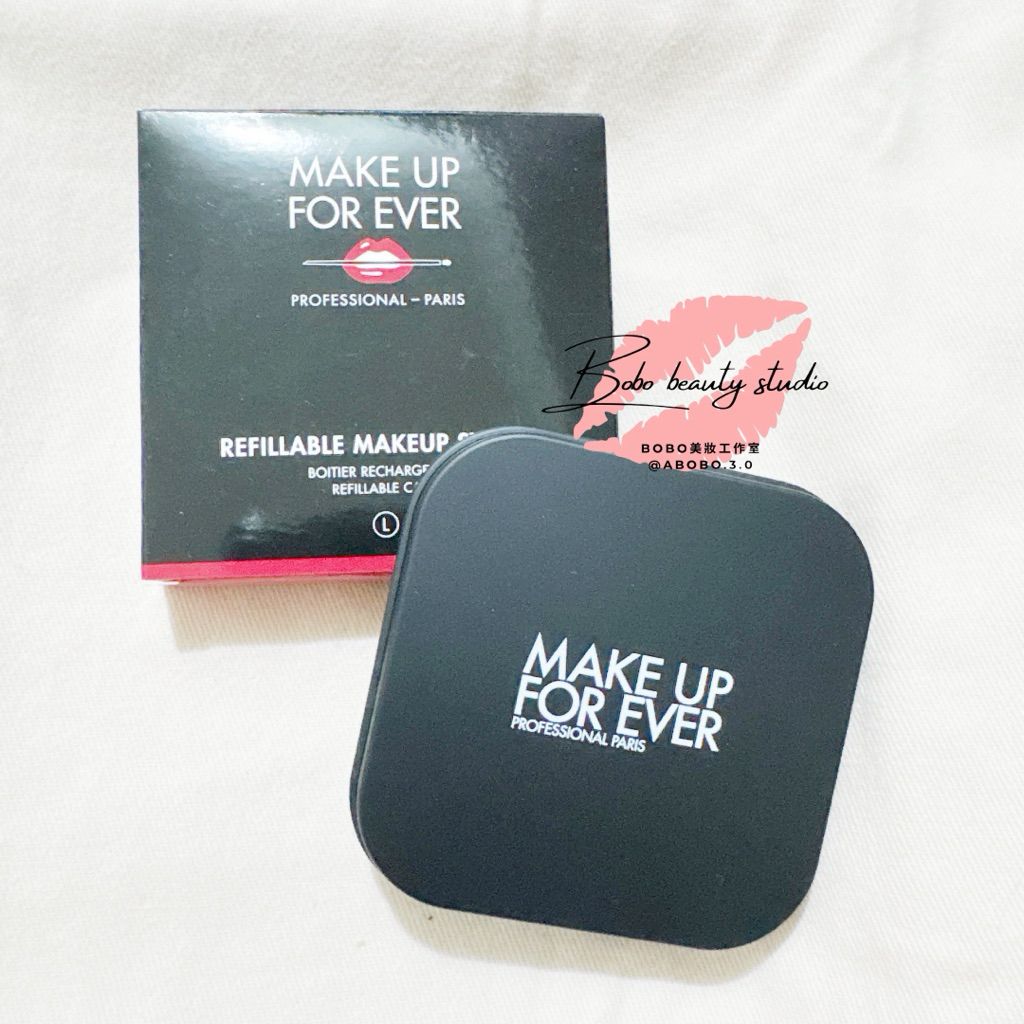 MAKE UP
FOR EVER
PROFESSIONAL – PARIS
Bobo beauty studio
BOBO美妝工作室
@ABOBO.3.0
REFILLABLE MAKEUP
BOITIER
REFILLABLE
L
MAKE UP
FOR EVER
PROFESSIONAL PARIS